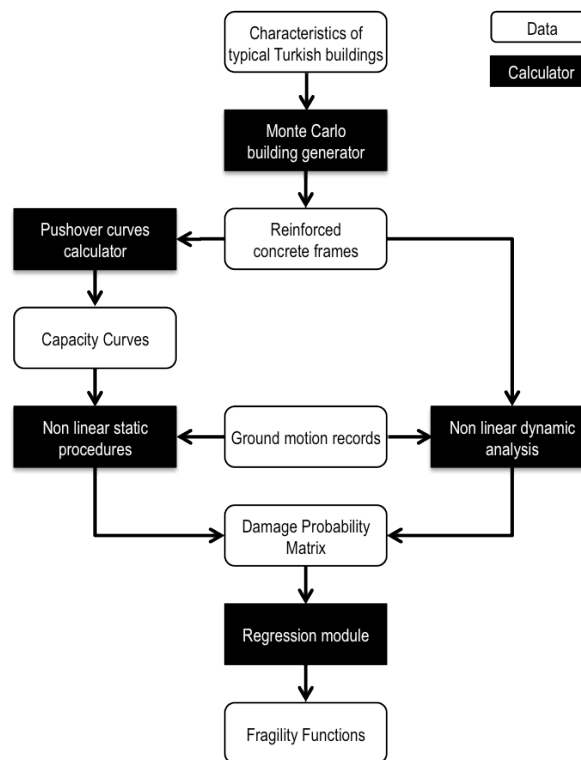 Characteristics of
typical Turkish buildings
Data
Calculator
Monte Carlo
building generator
Pushover curves
calculator
Reinforced
concrete frames
Capacity Curves
Non linear static
procedures
Ground motion records
Non linear dynamic
analysis
Damage Probability
Matrix
Regression module
Fragility Functions